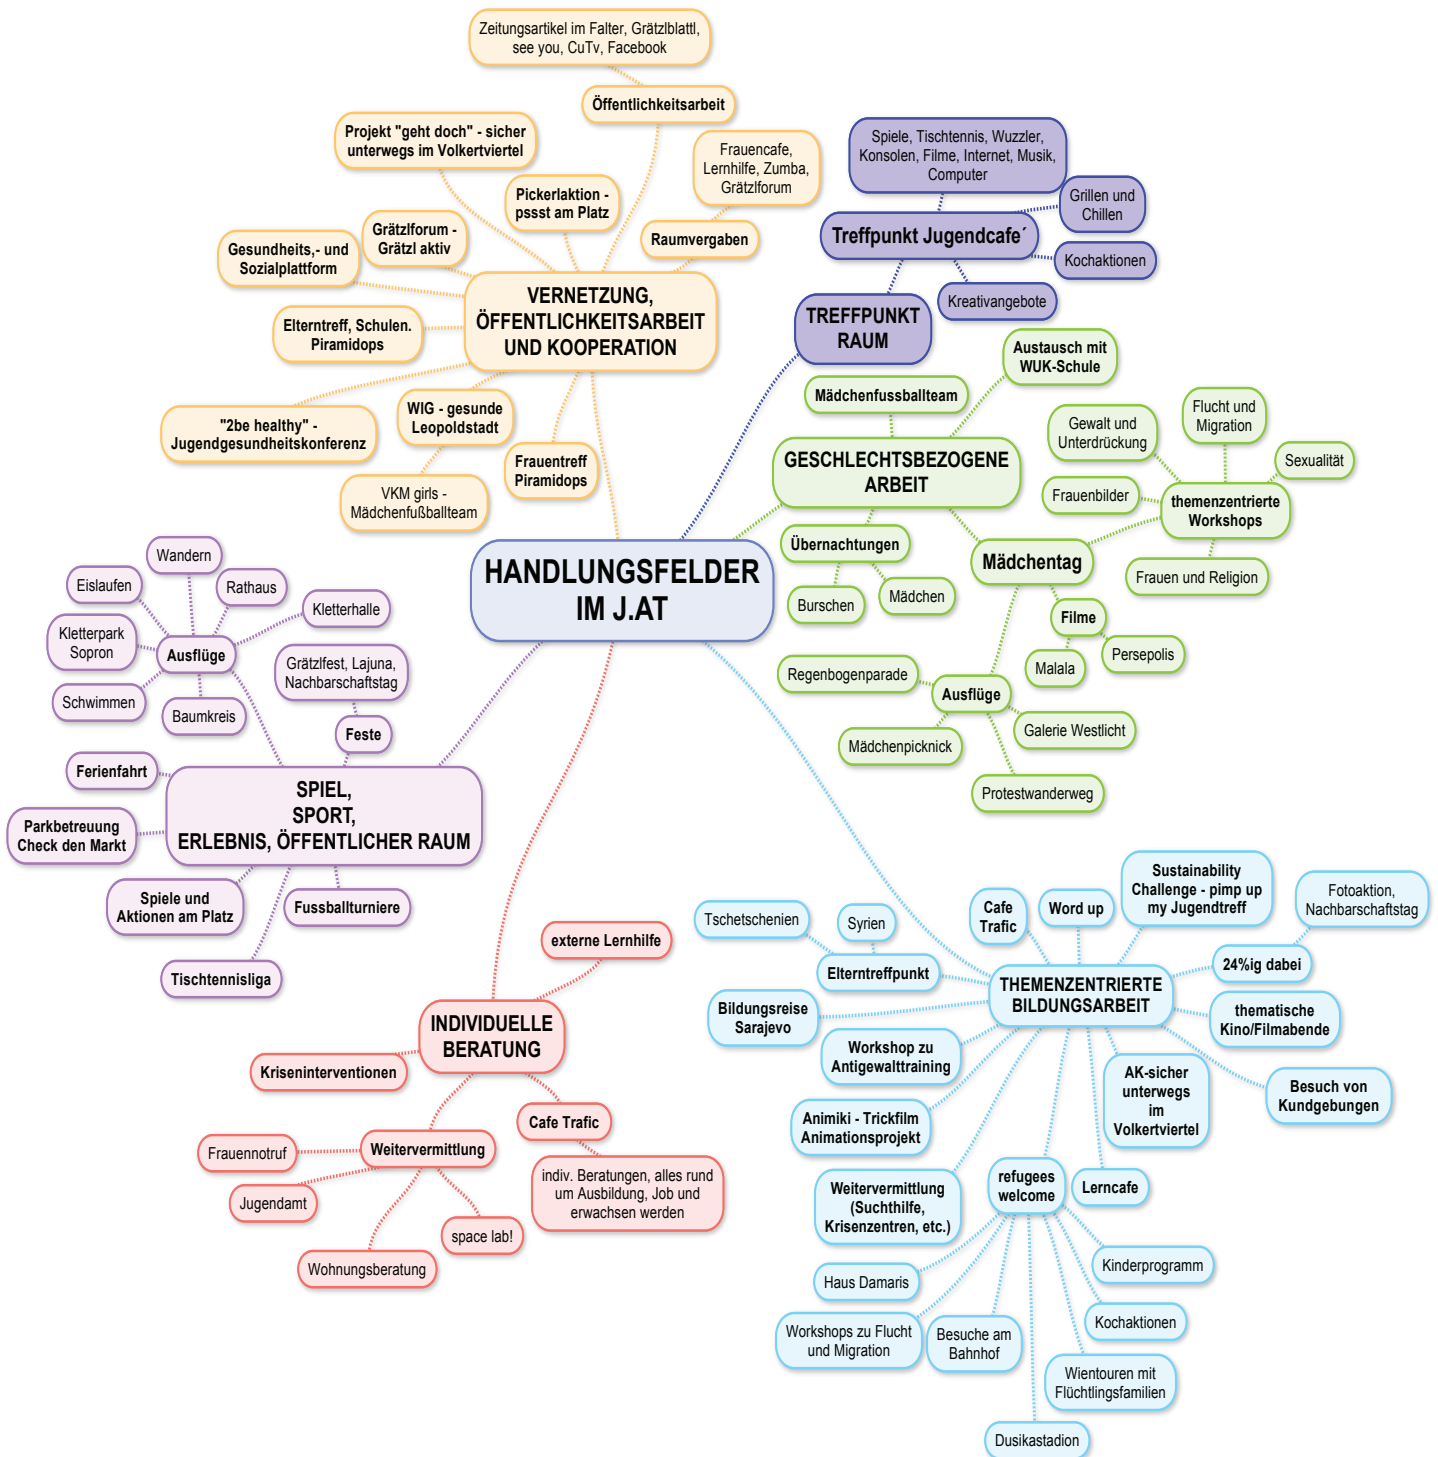 Zeitungsartikel im Falter, Grätzlblattl,
see you, CuTv, Facebook
Öffentlichkeitsarbeit
Projekt "geht doch" - sicher
unterwegs im Volkertviertel
Frauencafe,
Lernhilfe, Zumba,
Grätzlforum
Pickerlaktion -
pssst am Platz
Raumvergaben
Grätzlforum -
Grätzl aktiv
Gesundheits,- und
Sozialplattform
VERNETZUNG,
ÖFFENTLICHKEITSARBEIT
UND KOOPERATION
Elterntreff, Schulen.
Piramidops
"2be healthy" -
Jugendgesundheitskonferenz
WIG - gesunde
Leopoldstadt
VKM girls -
Mädchenfußballteam
Frauentreff
Piramidops
Spiele, Tischtennis, Wuzzler,
Konsolen, Filme, Internet, Musik,
Computer
Grillen und
Chillen
Treffpunkt Jugendcafe´
Kochaktionen
Kreativangebote
TREFFPUNKT
RAUM
Austausch mit
WUK-Schule
Mädchenfussballteam
GESCHLECHTSBEZOGENE
ARBEIT
Gewalt und
Unterdrückung
Flucht und
Migration
Sexualität
Frauenbilder
themenzentrierte
Workshops
Frauen und Religion
Übernachtungen
Burschen
Mädchen
Mädchentag
Filme
Malala
Persepolis
Regenbogenparade
Ausflüge
Mädchenpicknick
Galerie Westlicht
Protestwanderweg
HANDLUNGSFELDER
IM J.AT
Wandern
Eislaufen
Rathaus
Kletterhalle
Kletterpark
Sopron
Ausflüge
Schwimmen
Baumkreis
Grätzlfest, Lajuna,
Nachbarschaftstag
Feste
Ferienfahrt
SPIEL,
SPORT,
ERLEBNIS, ÖFFENTLICHER RAUM
Parkbetreuung
Check den Markt
Spiele und
Aktionen am Platz
Fussballturniere
Tischtennisliga
externe Lernhilfe
INDIVIDUELLE
BERATUNG
Kriseninterventionen
Cafe Trafic
indiv. Beratungen, alles rund
um Ausbildung, Job und
erwachsen werden
Weitervermittlung
Frauennotruf
Jugendamt
space lab!
Wohnungsberatung
Tschetschenien
Syrien
Elterntreffpunkt
Cafe
Trafic
Word up
Sustainability
Challenge - pimp up
my Jugendtreff
Fotoaktion,
Nachbarschaftstag
24%ig dabei
THEMENZENTRIERTE
BILDUNGSARBEIT
Bildungsreise
Sarajevo
thematische
Kino/Filmabende
Workshop zu
Antigewalttraining
AK-sicher
unterwegs
im
Volkertviertel
Besuch von
Kundgebungen
Animiki - Trickfilm
Animationsprojekt
Weitervermittlung
(Suchthilfe,
Krisenzentren, etc.)
refugees
welcome
Lerncafe
Haus Damaris
Kinderprogramm
Workshops zu Flucht
und Migration
Besuche am
Bahnhof
Kochaktionen
Wientouren mit
Flüchtlingsfamilien
Dusikastadion